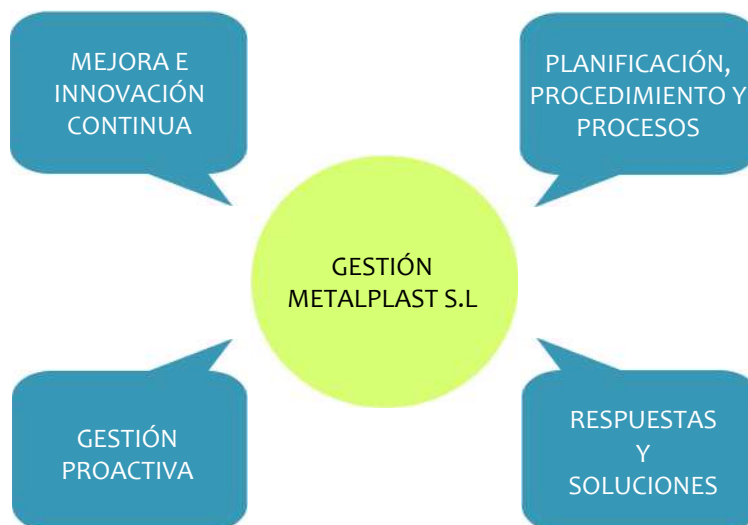 MEJORA E
INNOVACIÓN
CONTINUA
PLANIFICACIÓN,
PROCEDIMIENTO Y
PROCESOS
GESTIÓN
METALPLAST S.L
GESTIÓN
PROACTIVA
RESPUESTAS
Y
SOLUCIONES